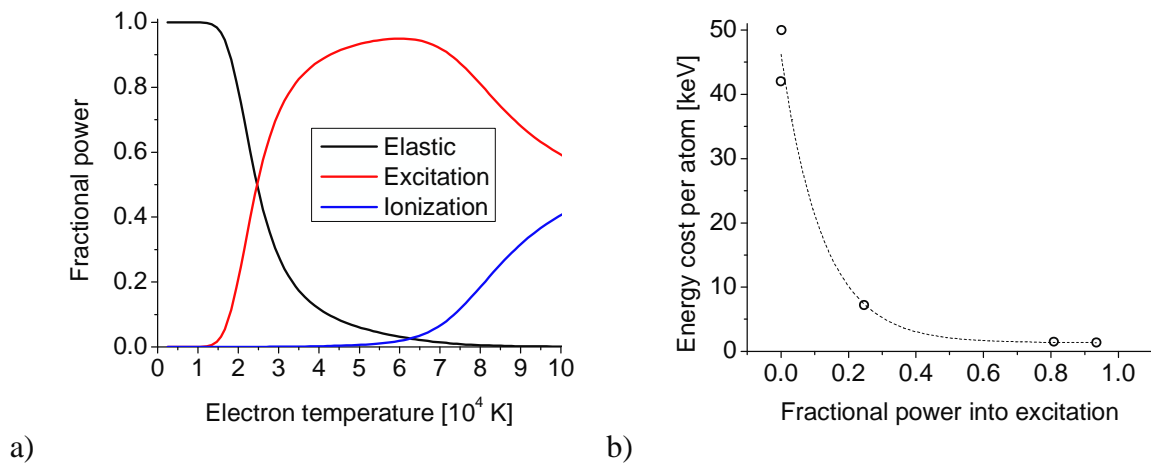 1.0
0.8
0.6
0.4
0.2
0.0
Fractional power
Elastic
Excitation
Ionization
0 1 2 3 4 5 6 7 8 9 10
Electron temperature [10⁴ K]
a)
50
40
30
20
10
0
Energy cost per atom [keV]
0.0 0.2 0.4 0.6 0.8 1.0
Fractional power into excitation
b)